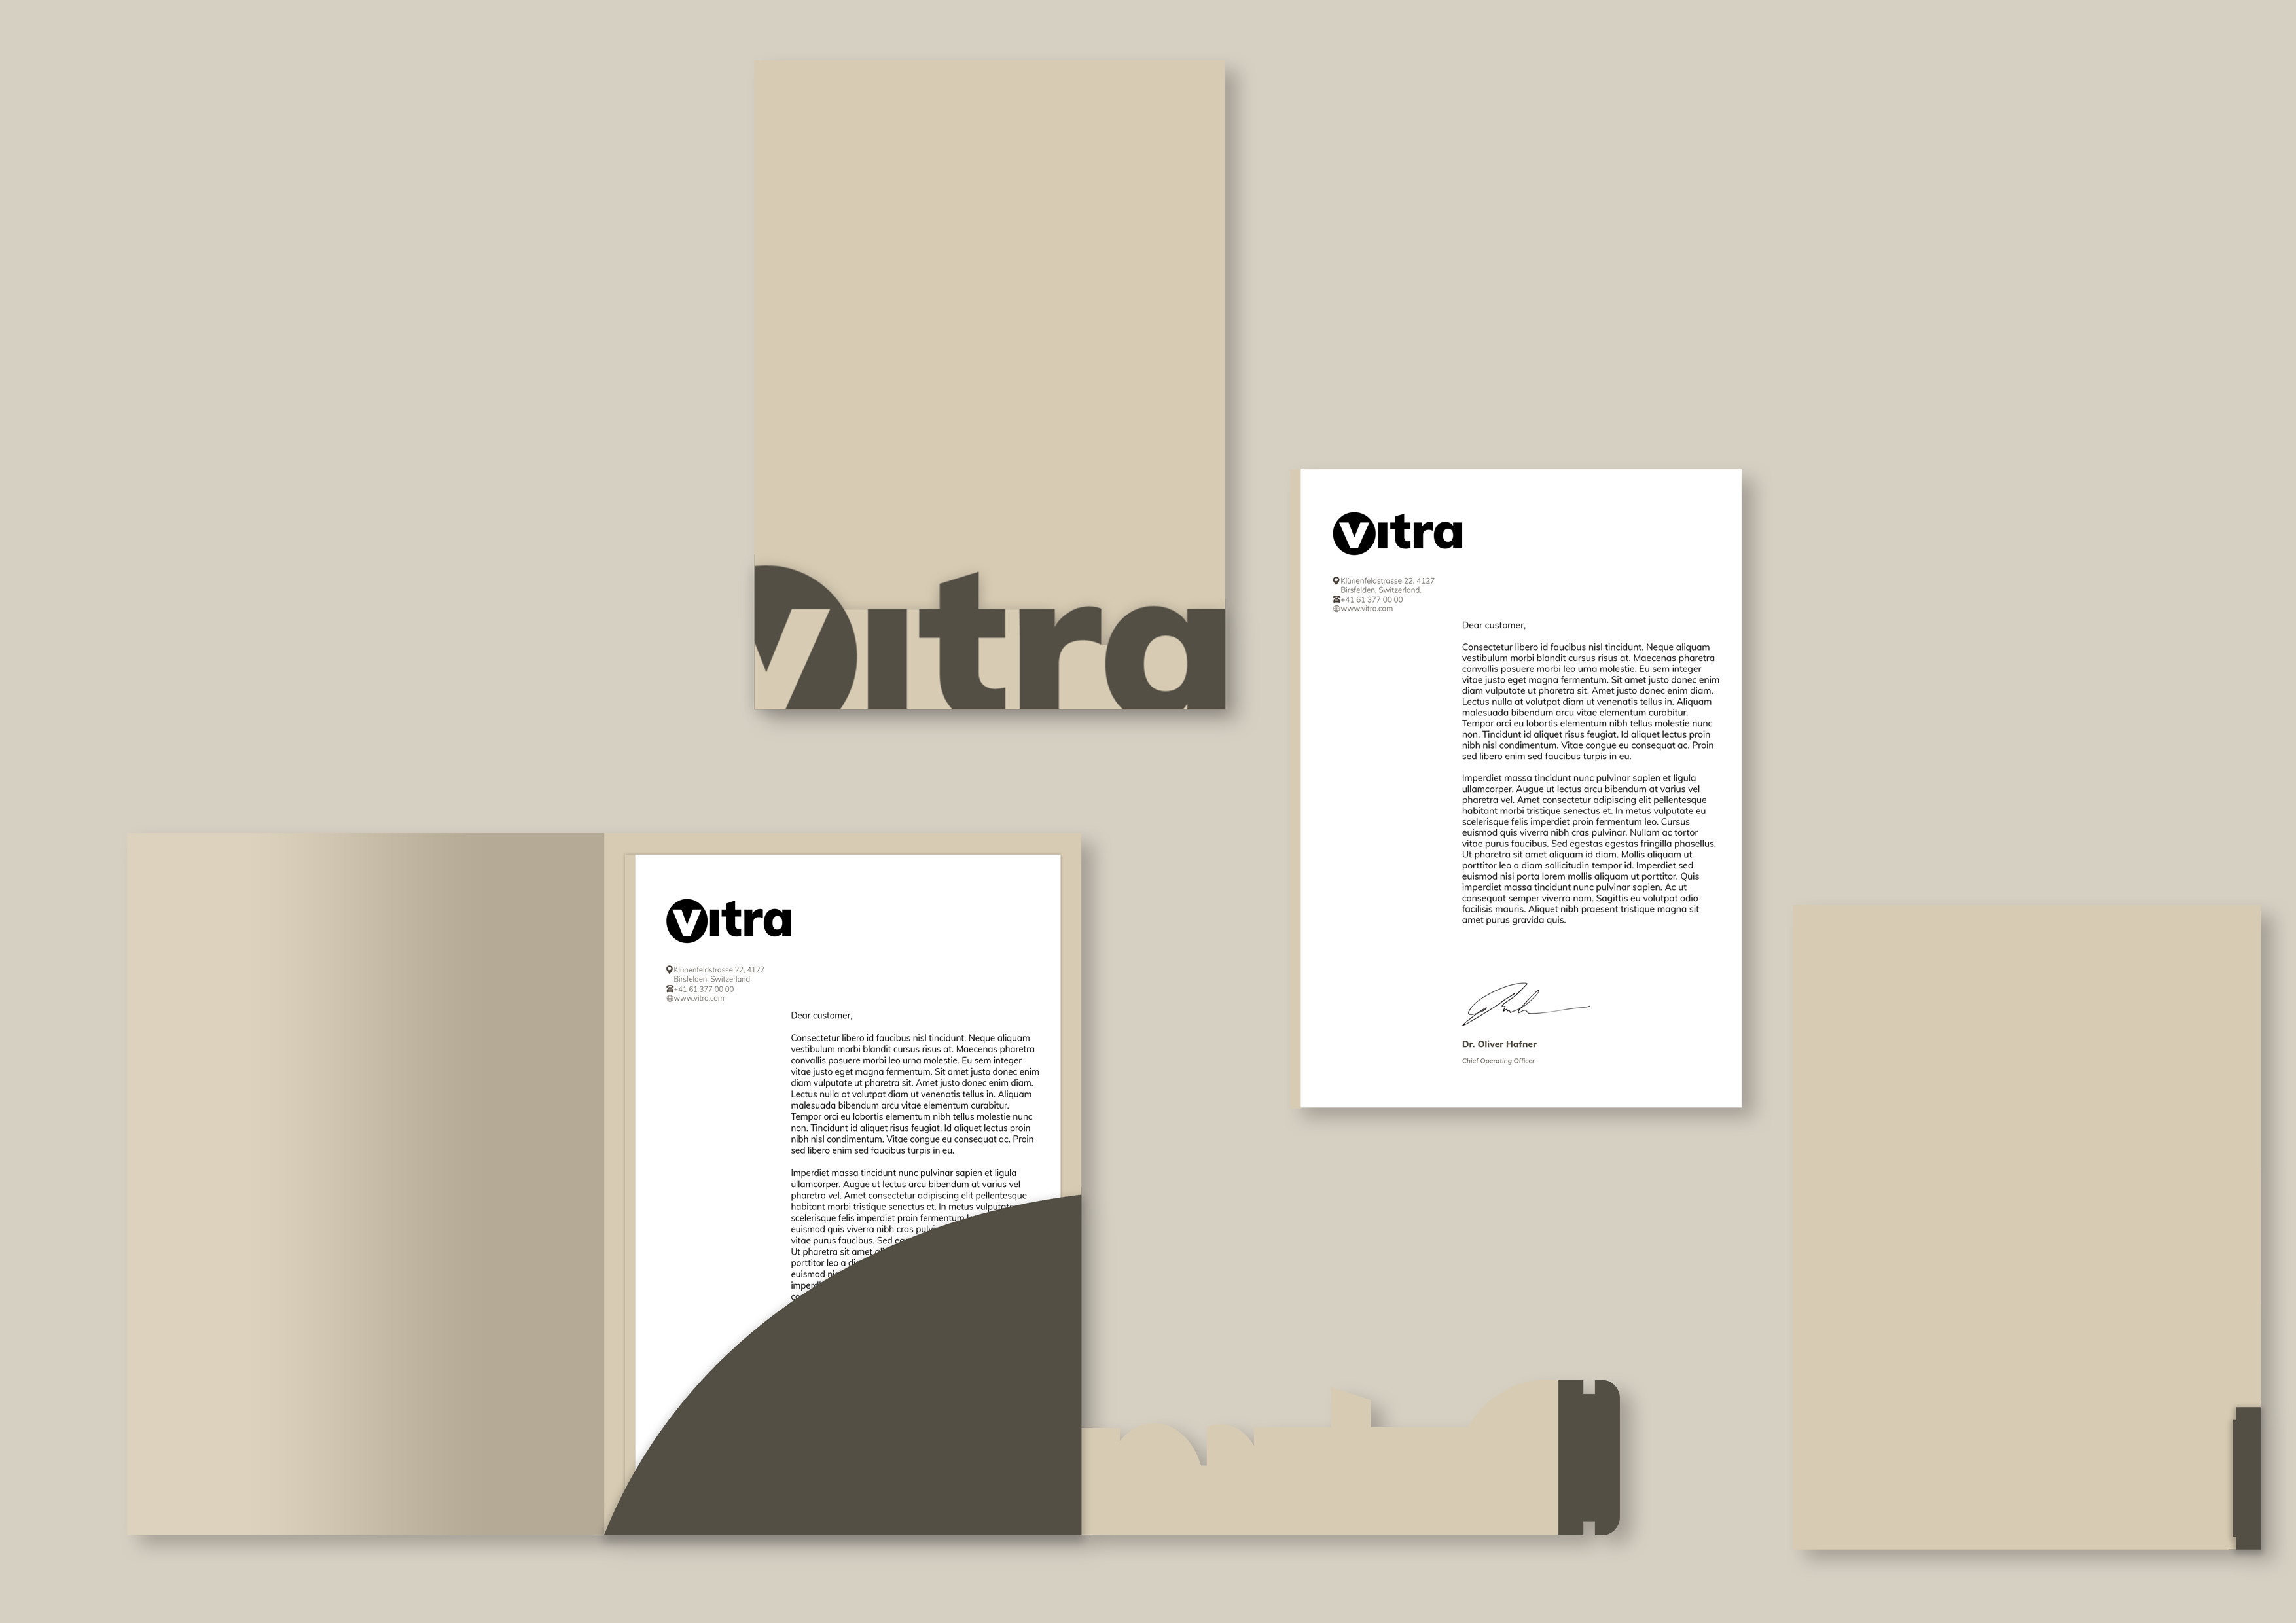 vitra
vitra
Klünenfeldstrasse 22, 4127
Birsfelden, Switzerland.
+41 61 377 00 00
www.vitra.com
Dear customer,
Consectetur libero id faucibus nisl tincidunt. Neque aliquam
vestibulum morbi blandit cursus risus at. Maecenas pharetra
convallis posuere morbi leo urna molestie. Eu sem integer
vitae justo eget magna fermentum. Sit amet justo donec enim
diam vulputate ut pharetra sit. Amet justo donec enim diam.
Lectus nulla at volutpat diam ut venenatis tellus in. Aliquam
malesuada bibendum arcu vitae elementum curabitur.
Tempor orci eu lobortis elementum nibh tellus molestie nunc
non. Tincidunt id aliquet risus feugiat. Id aliquet lectus proin
nibh nisl condimentum. Vitae congue eu consequat ac. Proin
sed libero enim sed faucibus turpis in eu.
Imperdiet massa tincidunt nunc pulvinar sapien et ligula
ullamcorper. Augue ut lectus arcu bibendum at varius vel
pharetra vel. Amet consectetur adipiscing elit pellentesque
habitant morbi tristique senectus et. In metus vulputate eu
scelerisque felis imperdiet proin fermentum leo. Cursus
euismod quis viverra nibh cras pulvinar. Nullam ac tortor
vitae purus faucibus. Sed egestas egestas fringilla phasellus.
Ut pharetra sit amet aliquam id diam. Mollis aliquam ut
porttitor leo a diam sollicitudin tempor id. Imperdiet sed
euismod nisi porta lorem mollis aliquam ut porttitor. Quis
imperdiet massa tincidunt nunc pulvinar sapien. Ac ut
consequat semper viverra nam. Sagittis eu volutpat odio
facilisis mauris. Aliquet nibh praesent tristique magna sit
amet purus gravida quis.
Dr. Oliver Hafner
Chief Operating Officer
vitra
Klünenfeldstrasse 22, 4127
Birsfelden, Switzerland.
+41 61 377 00 00
www.vitra.com
Dear customer,
Consectetur libero id faucibus nisl tincidunt. Neque aliquam
vestibulum morbi blandit cursus risus at. Maecenas pharetra
convallis posuere morbi leo urna molestie. Eu sem integer
vitae justo eget magna fermentum. Sit amet justo donec enim
diam vulputate ut pharetra sit. Amet justo donec enim diam.
Lectus nulla at volutpat diam ut venenatis tellus in. Aliquam
malesuada bibendum arcu vitae elementum curabitur.
Tempor orci eu lobortis elementum nibh tellus molestie nunc
non. Tincidunt id aliquet risus feugiat. Id aliquet lectus proin
nibh nisl condimentum. Vitae congue eu consequat ac. Proin
sed libero enim sed faucibus turpis in eu.
Imperdiet massa tincidunt nunc pulvinar sapien et ligula
ullamcorper. Augue ut lectus arcu bibendum at varius vel
pharetra vel. Amet consectetur adipiscing elit pellentesque
habitant morbi tristique senectus et. In metus vulputate
scelerisque felis imperdiet proin fermentum
euismod quis viverra nibh cras
vitae purus faucibus. Sed
Ut pharetra sit amet
porttitor leo a
euismod